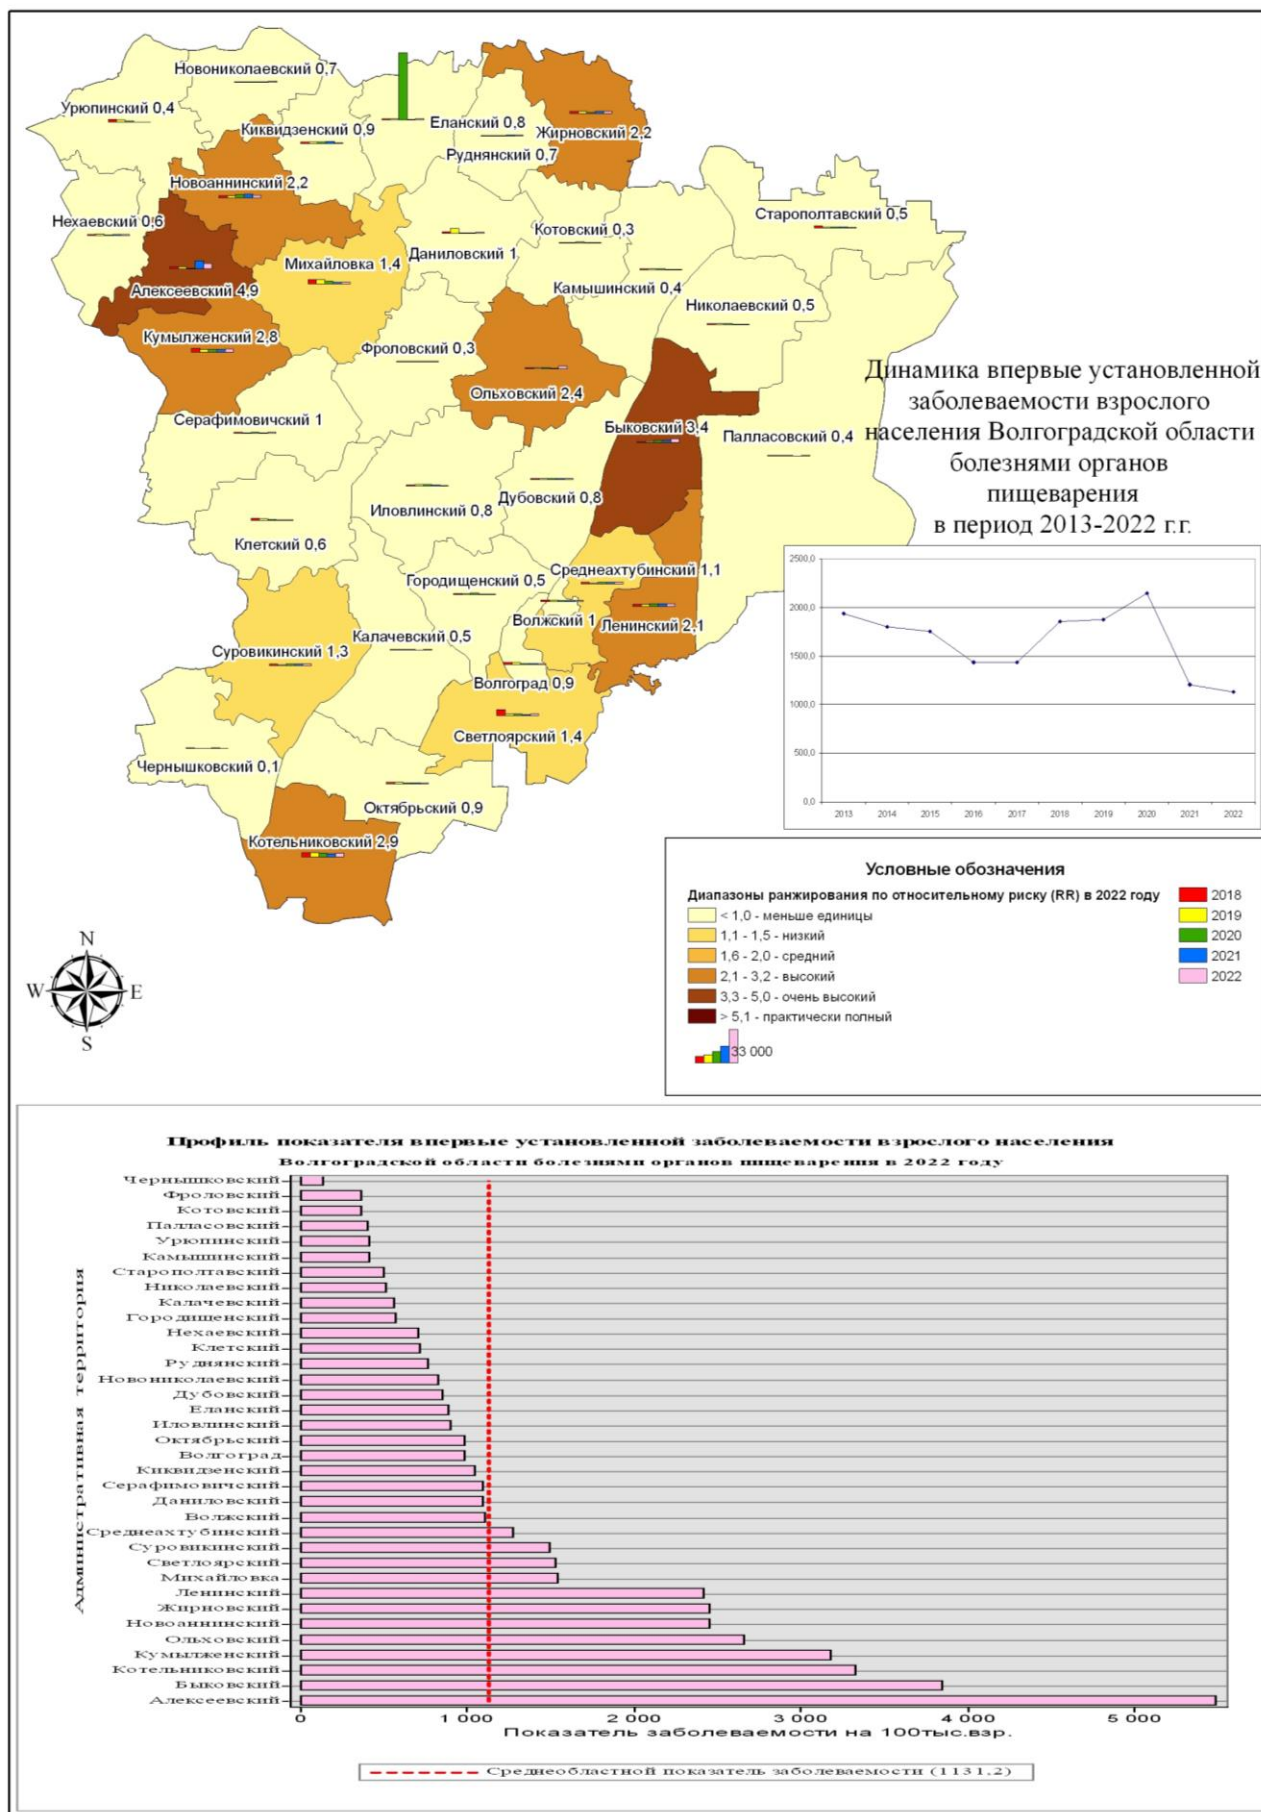 Новониколаевский 0,7
Урюпинский 0,4
Киквидзенский 0,9
Еланский 0,8
Жирновский 2,2
Руднянский 0,7
Новоаннинский 2,2
Нехаевский 0,6
Старополтавский 0,5
Котовский 0,3
Даниловский 1
Михайловка 1,4
Алексеевский 4,9
Камышинский 0,4
Николаевский 0,5
Кумылженский 2,8
Фроловский 0,3
Ольховский 2,4
Серафимовичский 1
Быковский 3,4
Палласовский 0,4
Динамика впервые установленной
заболеваемости взрослого
населения Волгоградской области
болезнями органов
пищеварения
в период 2013-2022 г.г.
Дубовский 0,8
Иловлинский 0,8
Клетский 0,6
Среднеахтубинский 1,1
Городищенский 0,5
Волжский 1
Ленинский 2,1
Калачевский 0,5
Суровикинский 1,3
Волгоград 0,9
Светлоярский 1,4
Чернышковский 0,1
Октябрьский 0,9
Котельниковский 2,9
2500,0
2000,0
1500,0
1000,0
500,0
0,0
2013 2014 2015 2016 2017 2018 2019 2020 2021 2022
N
W E
S
Условные обозначения
Диапазоны ранжирования по относительному риску (RR) в 2022 году
< 1,0 - меньше единицы
1,1 - 1,5 - низкий
1,6 - 2,0 - средний
2,1 - 3,2 - высокий
3,3 - 5,0 - очень высокий
> 5,1 - практически полный
33 000
2018
2019
2020
2021
2022
Профиль показателя впервые установленной заболеваемости взрослого населения
Волгоградской области болезнями органов пищеварения в 2022 году
Административная территория
Чернышковский
Фроловский
Котовский
Палласовский
Урюпинский
Камышинский
Старополтавский
Николаевский
Калачевский
Городищенский
Нехаевский
Клетский
Руднянский
Новониколаевский
Дубовский
Еланский
Иловлинский
Октябрьский
Волгоград
Киквидзенский
Серафимовичский
Даниловский
Волжский
Среднеахтубинский
Суровикинский
Светлоярский
Михайловка
Ленинский
Жирновский
Новоаннинский
Ольховский
Кумылженский
Котельниковский
Быковский
Алексеевский
0 1 000 2 000 3 000 4 000 5 000
Показатель заболеваемости на 100тыс.взр.
Среднеобластной показатель заболеваемости (1131,2)